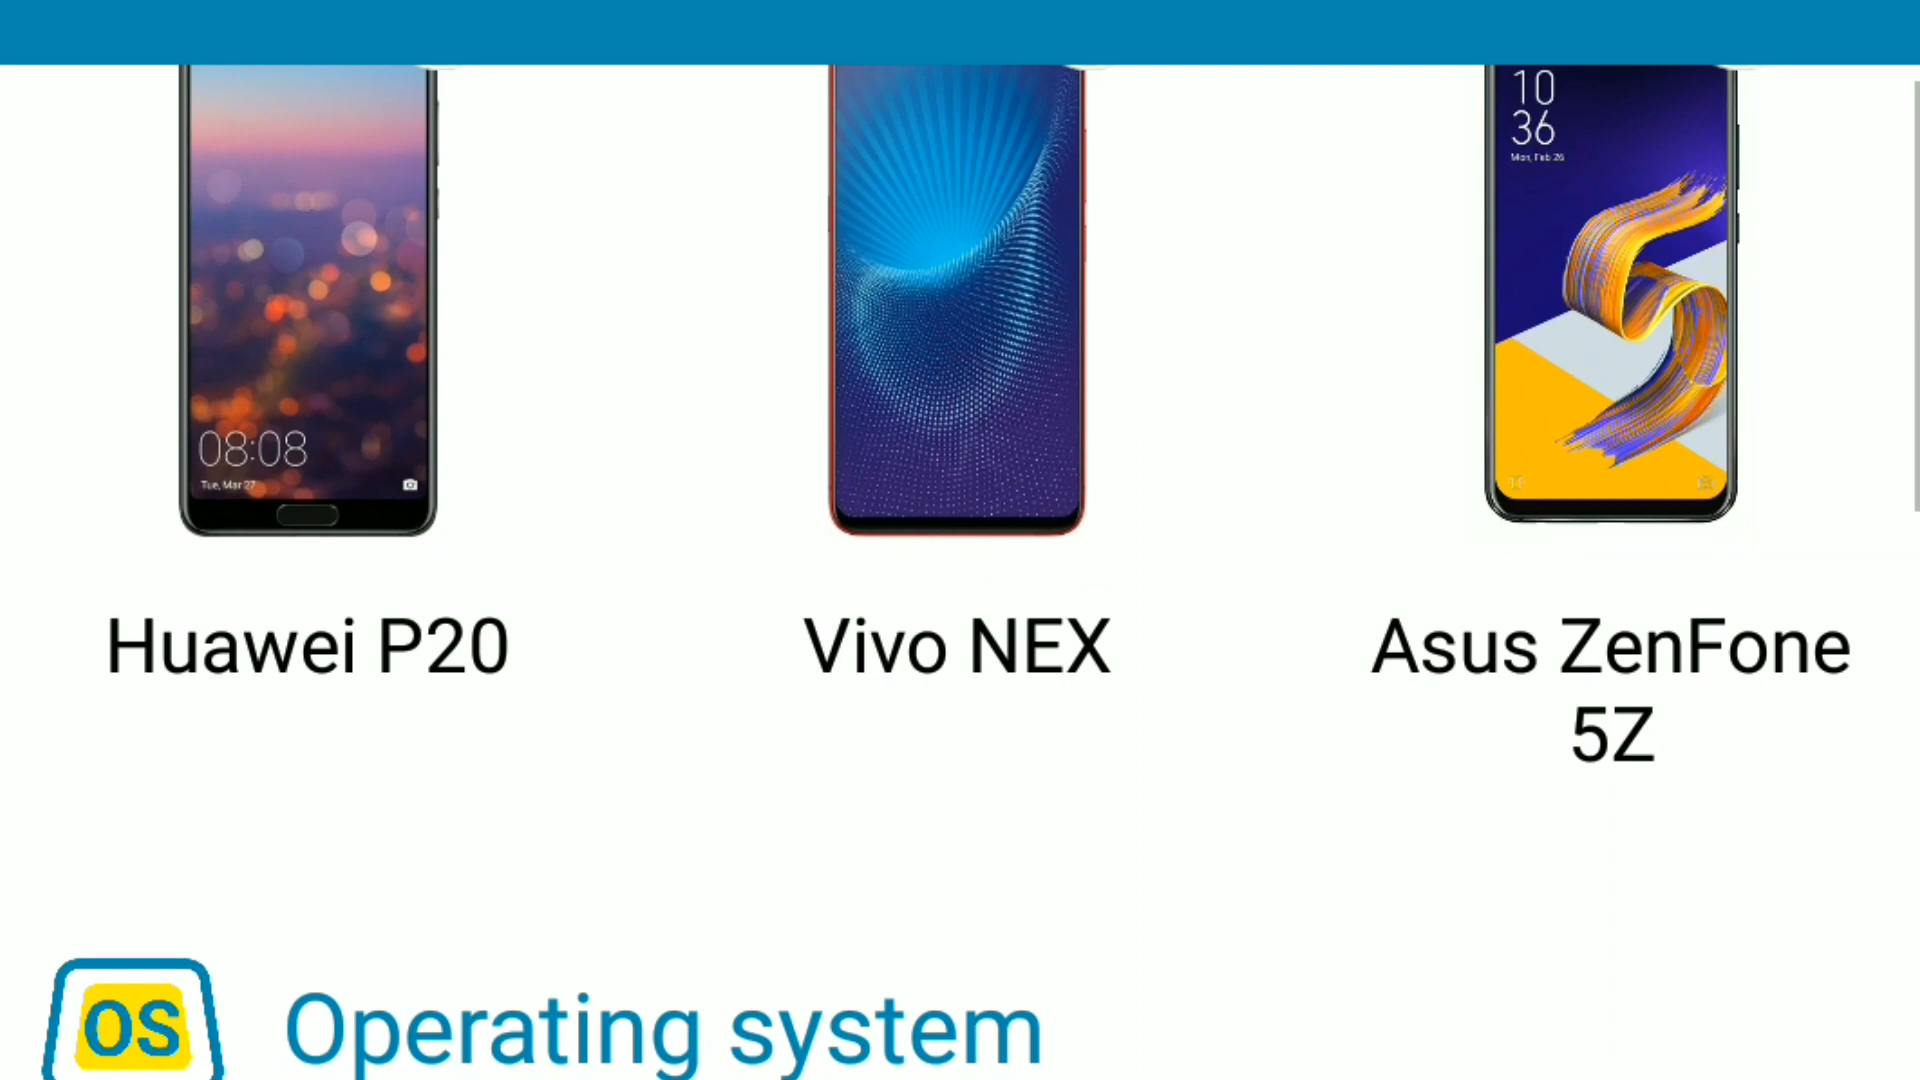 10
36
Mon, Feb 26
08:08
Tue, Mar 27
Huawei P20
Vivo NEX
Asus ZenFone
5Z
OS
Operating system